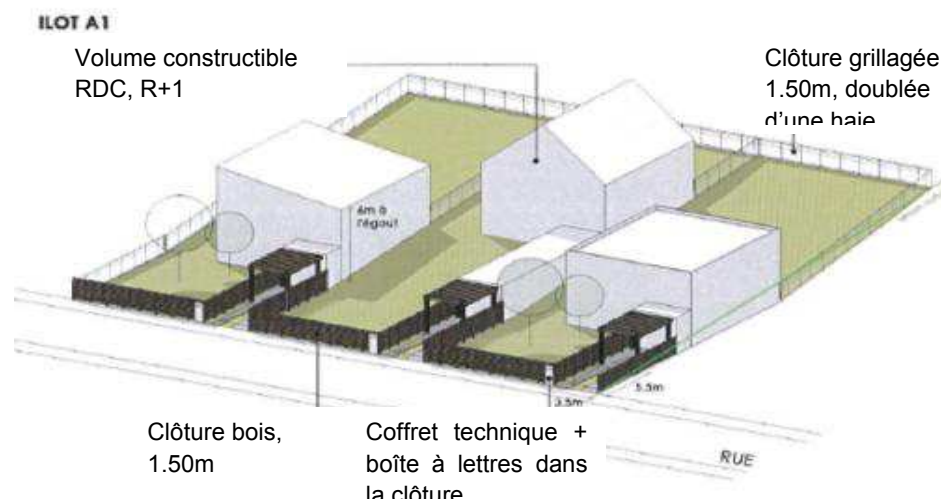 ILOT A1
Volume constructible
RDC, R+1
Clôture grillagée
1.50m, doublée
d'une haie
6m à
l'égout
5.5m
3.5m
Clôture bois,
1.50m
Coffret technique +
boîte à lettres dans
la clôture
RUE